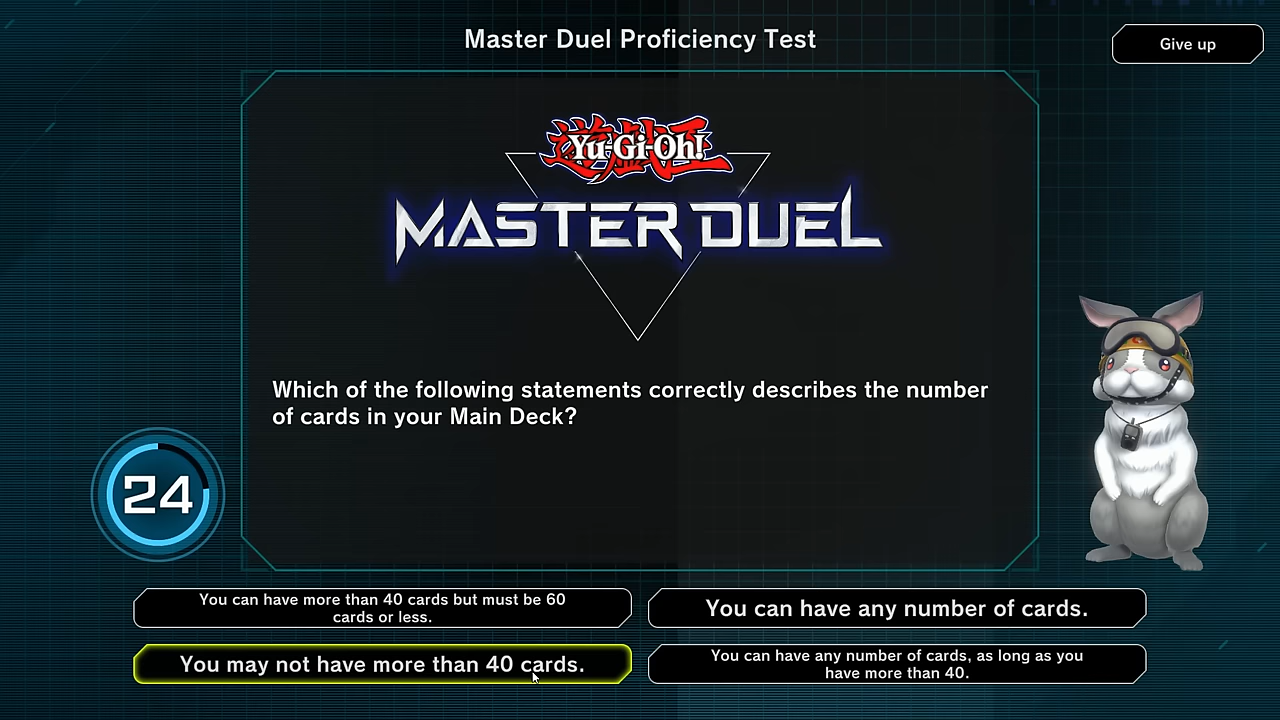 Master Duel Proficiency Test
Give up
遊戯王
Yu-Gi-Oh!
MASTER DUEL
Which of the following statements correctly describes the number
of cards in your Main Deck?
24
You can have more than 40 cards but must be 60
cards or less.
You can have any number of cards.
You may not have more than 40 cards.
You can have any number of cards, as long as you
have more than 40.